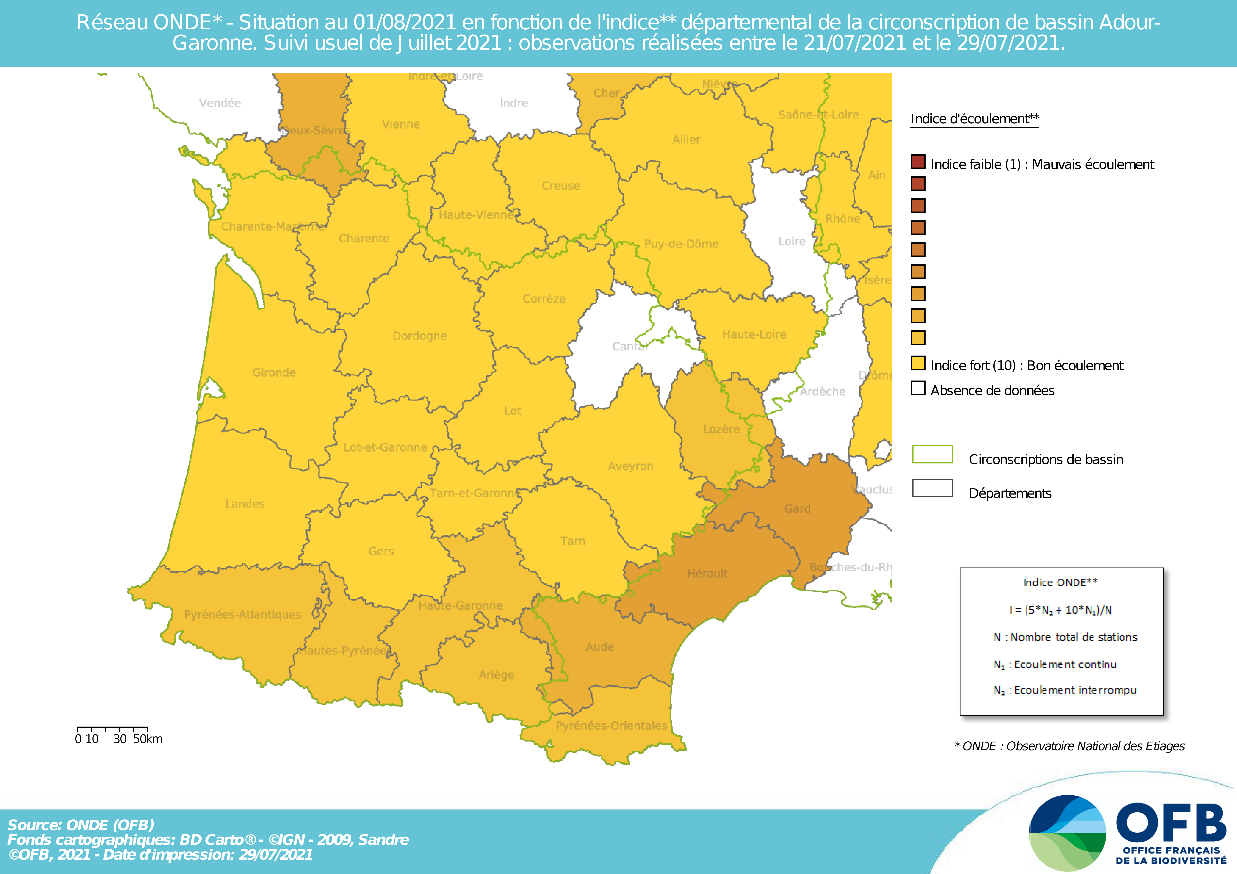 Réseau ONDE* - Situation au 01/08/2021 en fonction de l'indice** départemental de la circonscription de bassin Adour-
Garonne. Suivi usuel de Juillet 2021 : observations réalisées entre le 21/07/2021 et le 29/07/2021.
Indre-et-Loire
Vendée
Indre
Cher
Nièvre
Deux-Sèvres
Vienne
Allier
Saône-et-Loire
Creuse
Ain
Haute-Vienne
Charente-Maritime
Charente
Puy-de-Dôme
Loire
Rhône
Isère
Corrèze
Dordogne
Cantal
Haute-Loire
Gironde
Drôme
Ardèche
Lot
Lozère
Lot-et-Garonne
Aveyron
Tarn-et-Garonne
Landes
Vauclus
Gard
Gers
Tarn
Hérault
Bouches-du-Rh
Haute-Garonne
Pyrénées-Atlantiques
Hautes-Pyrénées
Aude
Ariège
Pyrénées-Orientales
0 10 30 50km
Indice d'écoulement**
Indice faible (1) : Mauvais écoulement
Indice fort (10) : Bon écoulement
Absence de données
Circonscriptions de bassin
Départements
Indice ONDE**
I = (5*N₂ + 10*N₁)/N
N : Nombre total de stations
N₁ : Ecoulement continu
N₂ : Ecoulement interrompu
* ONDE : Observatoire National des Etiages
Source: ONDE (OFB)
Fonds cartographiques: BD Carto® - ©IGN - 2009, Sandre
©OFB, 2021 - Date d'impression: 29/07/2021
OFB
OFFICE FRANÇAIS
DE LA BIODIVERSITÉ